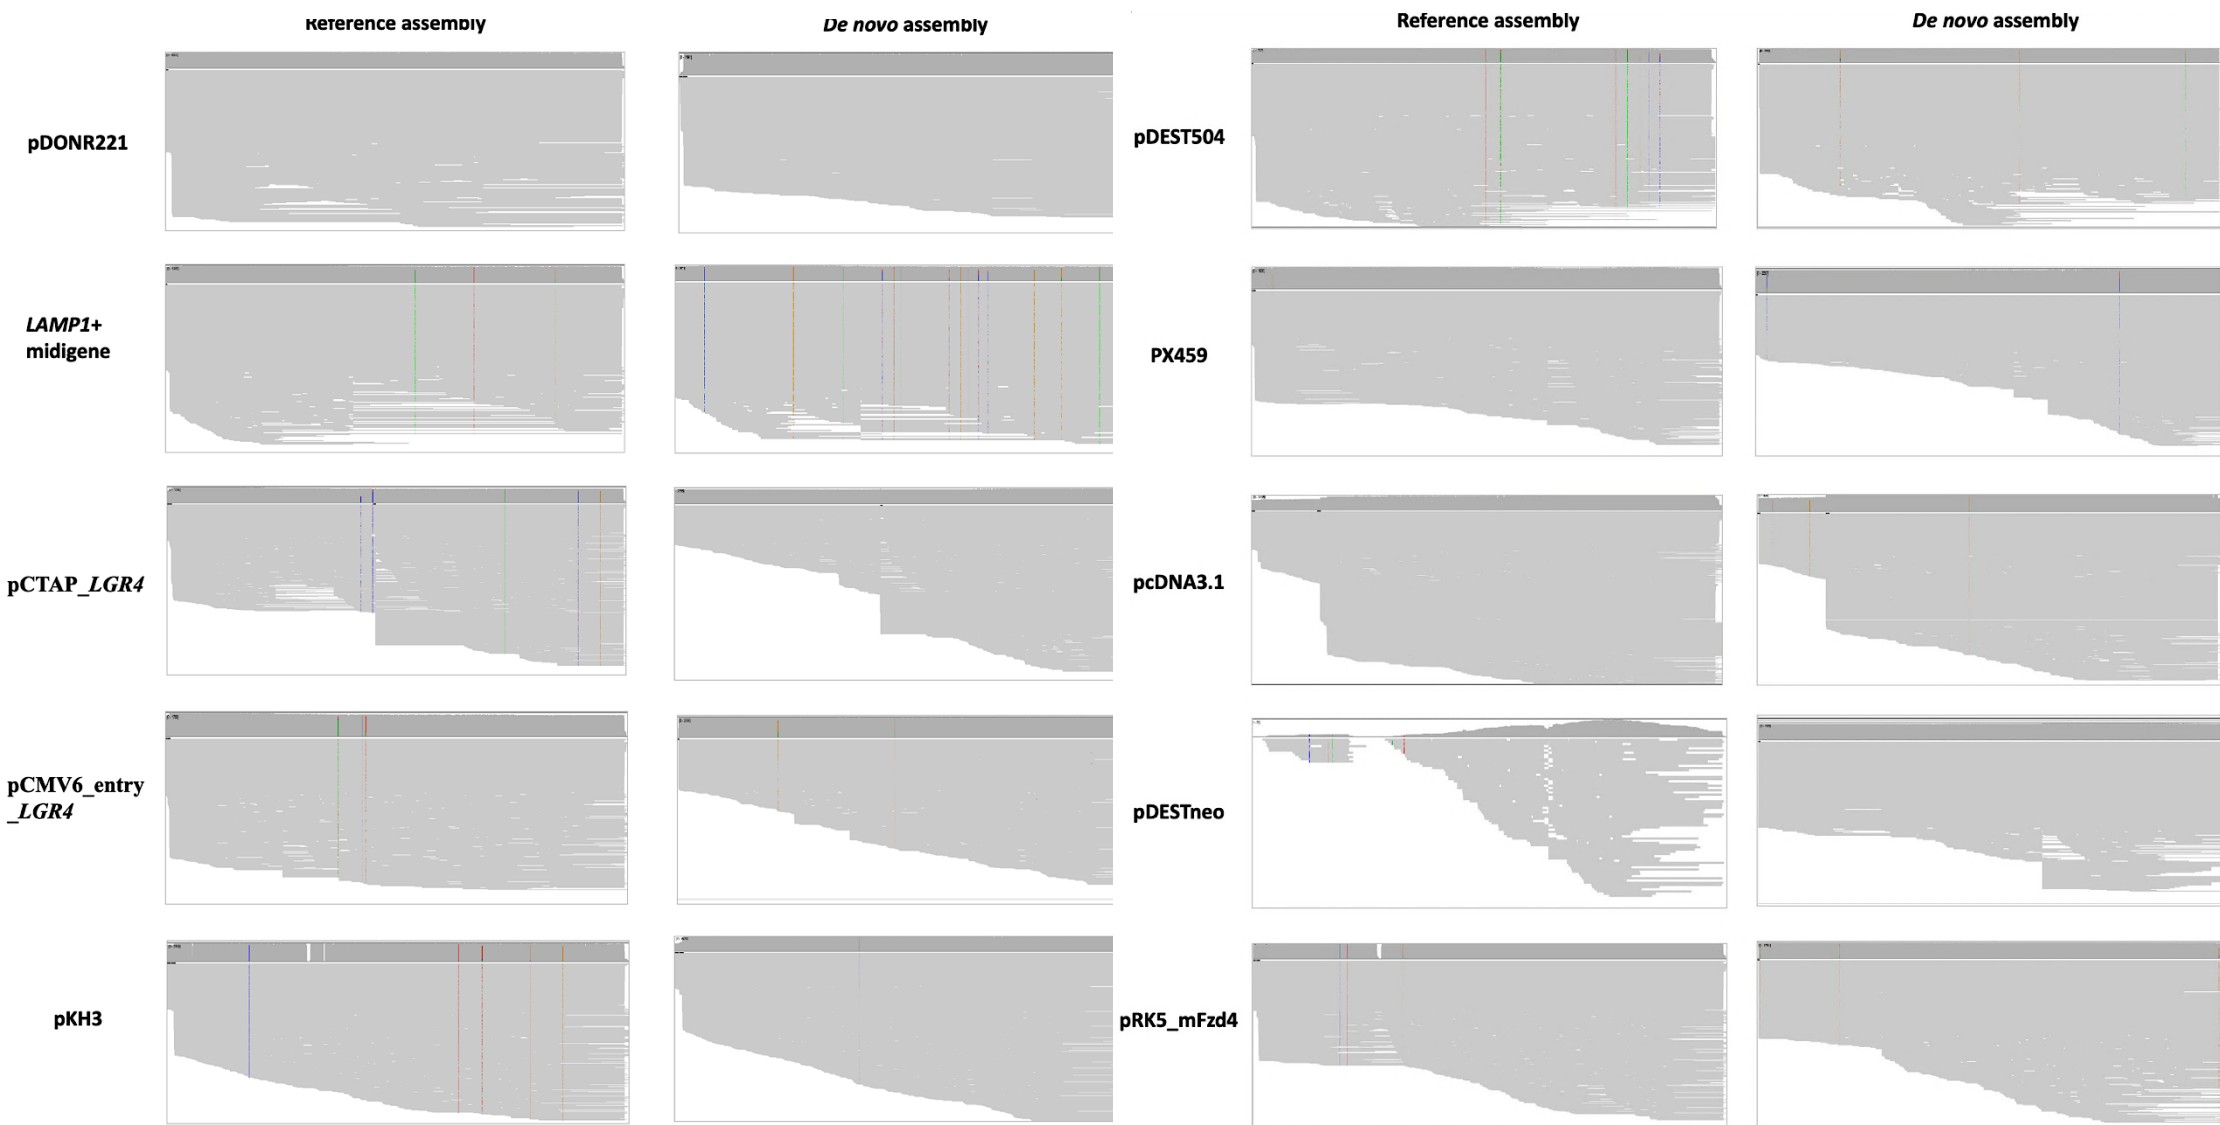 Reference assembly
De novo assembly
Reference assembly
De novo assembly
pDONR221
pDEST504
LAMP1+
midigene
PX459
pCTAP_LGR4
pcDNA3.1
pCMV6_entry
_LGR4
pDESTneo
pKH3
pRK5_mFzd4